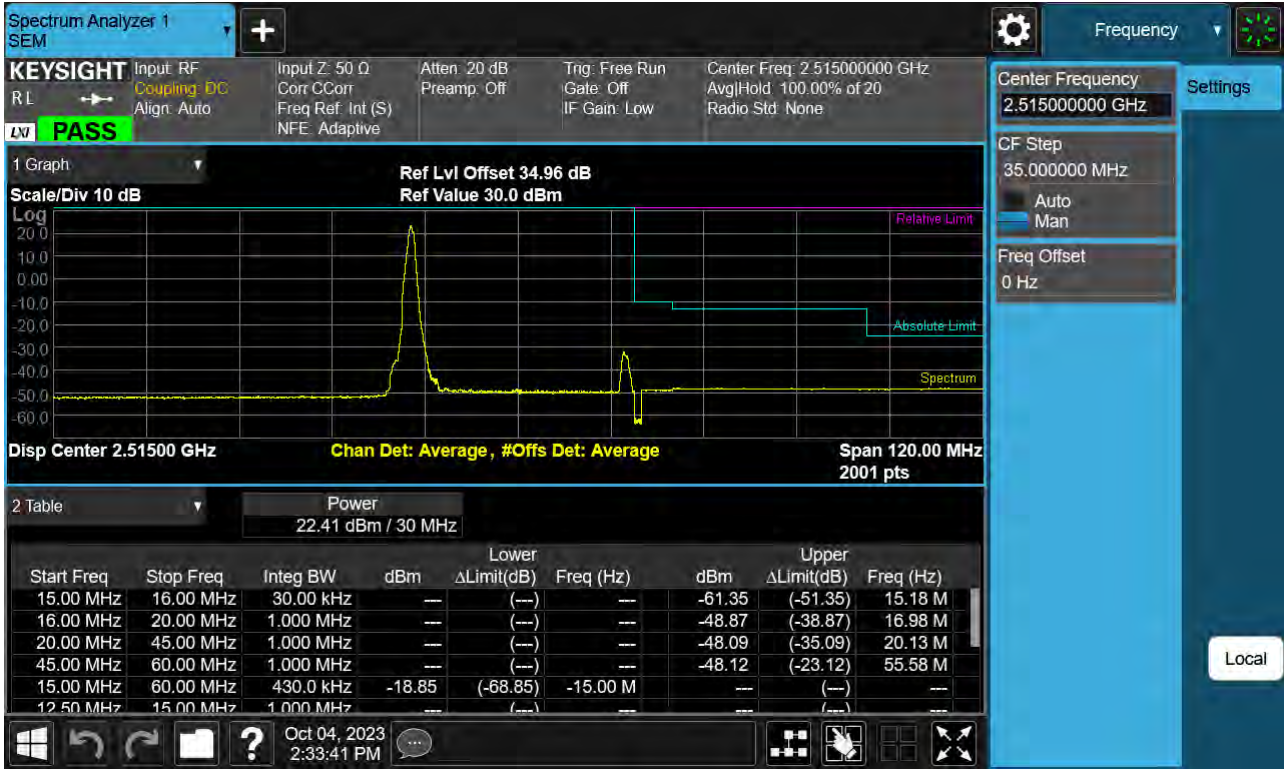 Spectrum Analyzer 1
SEM
+
Frequency
KEYSIGHT
R L
LXI
PASS
Input: RF
Coupling: DC
Align: Auto
Input Z: 50 Ω
Corr CCorr
Freq Ref: Int (S)
NFE: Adaptive
Atten: 20 dB
Preamp: Off
Trig: Free Run
Gate: Off
IF Gain: Low
Center Freq: 2.515000000 GHz
Avg|Hold: 100.00% of 20
Radio Std: None
Center Frequency
2.515000000 GHz
Settings
CF Step
35.000000 MHz
Auto
Man
Freq Offset
0 Hz
Local
1 Graph
Scale/Div 10 dB
Ref Lvl Offset 34.96 dB
Ref Value 30.0 dBm
Log
20.0
10.0
0.00
-10.0
-20.0
-30.0
-40.0
-50.0
-60.0
Relative Limit
Absolute Limit
Spectrum
Disp Center 2.51500 GHz
Chan Det: Average , #Offs Det: Average
Span 120.00 MHz
2001 pts
2 Table
Power
22.41 dBm / 30 MHz
Lower Upper
Start Freq Stop Freq Integ BW dBm ΔLimit(dB) Freq (Hz) dBm ΔLimit(dB) Freq (Hz)
15.00 MHz 16.00 MHz 30.00 kHz --- (---) --- -61.35 (-51.35) 15.18 M
16.00 MHz 20.00 MHz 1.000 MHz --- (---) --- -48.87 (-38.87) 16.98 M
20.00 MHz 45.00 MHz 1.000 MHz --- (---) --- -48.09 (-35.09) 20.13 M
45.00 MHz 60.00 MHz 1.000 MHz --- (---) --- -48.12 (-23.12) 55.58 M
15.00 MHz 60.00 MHz 430.0 kHz -18.85 (-68.85) -15.00 M --- (---) ---
12.50 MHz 15.00 MHz 1.000 MHz --- (---) --- --- (---) ---
?
Oct 04, 2023
2:33:41 PM